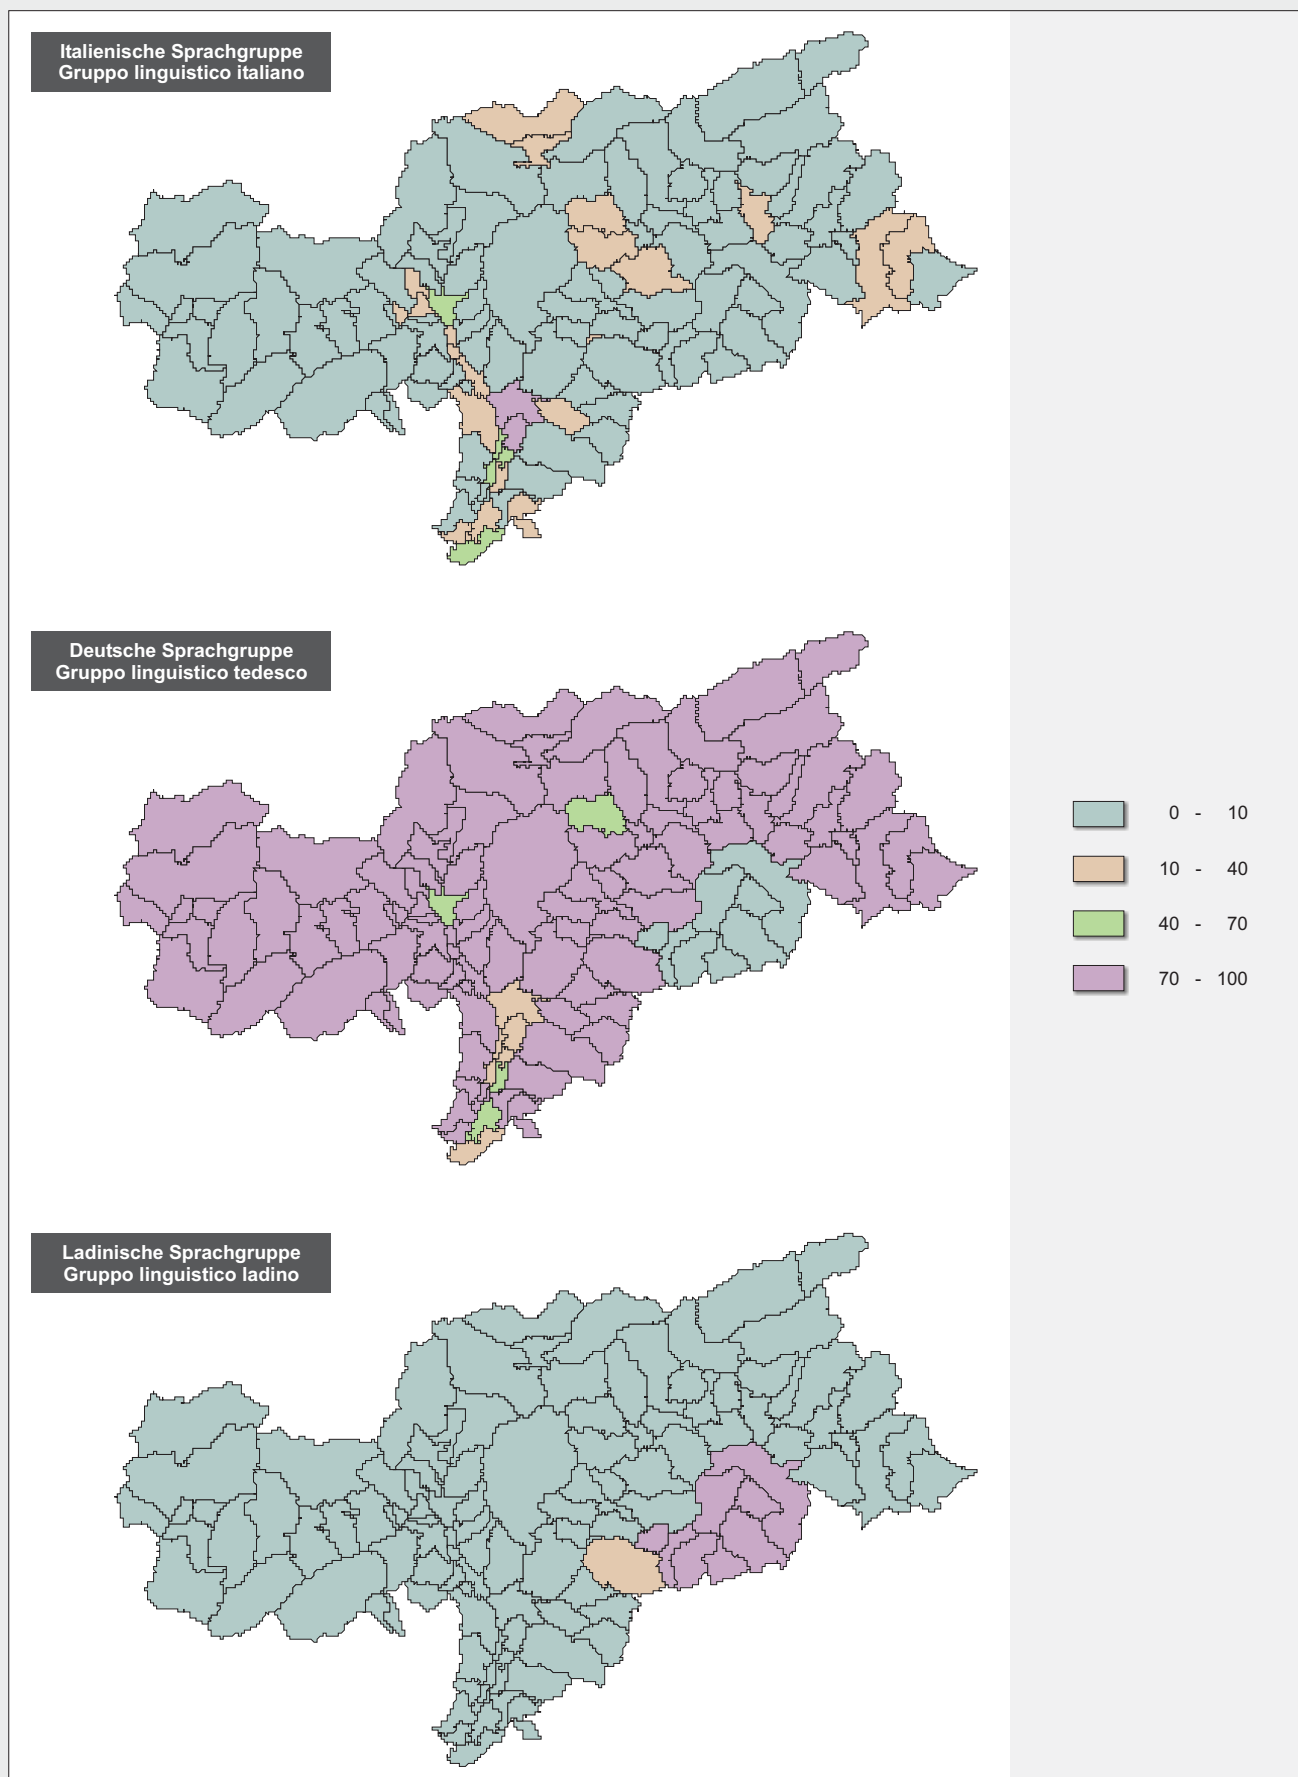 Italienische Sprachgruppe
Gruppo linguistico italiano
Deutsche Sprachgruppe
Gruppo linguistico tedesco
0 - 10
10 - 40
40 - 70
70 - 100
Ladinische Sprachgruppe
Gruppo linguistico ladino